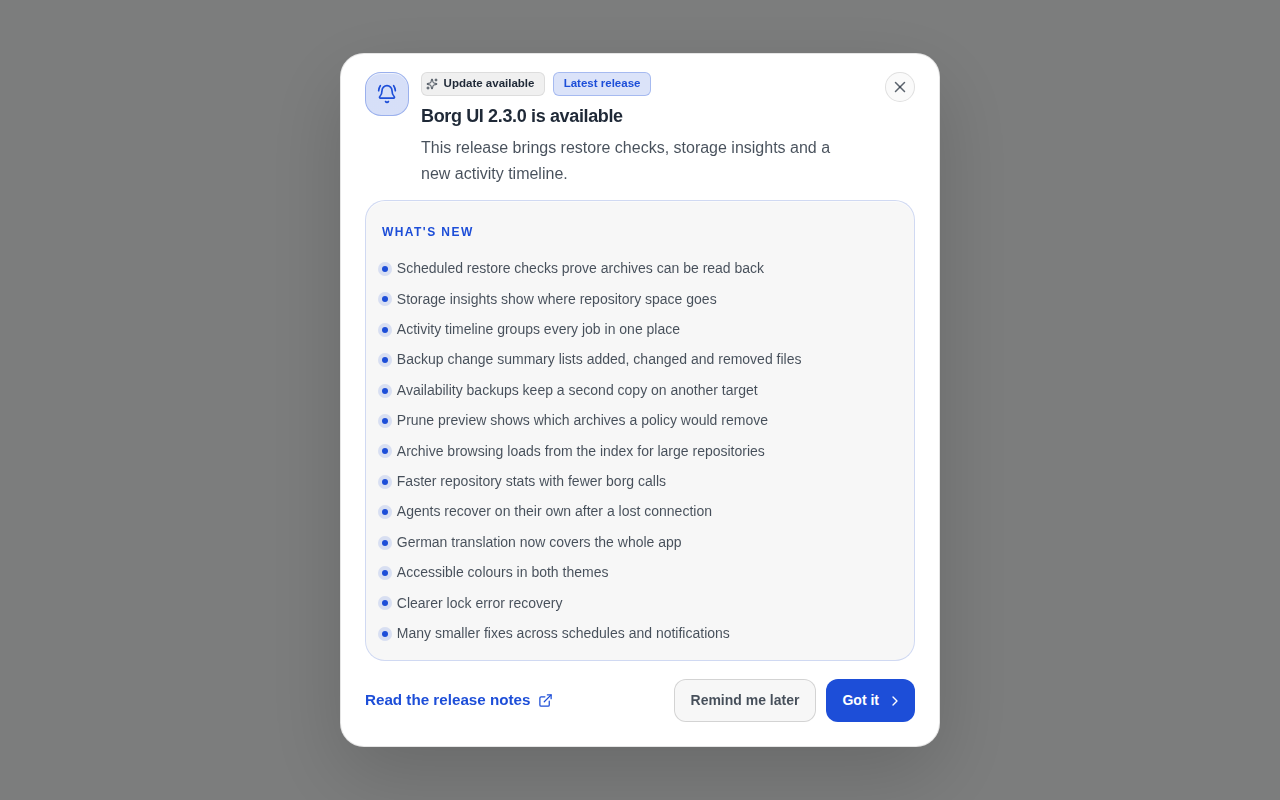 Update available
Latest release
Borg UI 2.3.0 is available
This release brings restore checks, storage insights and a
new activity timeline.
WHAT'S NEW
Scheduled restore checks prove archives can be read back
Storage insights show where repository space goes
Activity timeline groups every job in one place
Backup change summary lists added, changed and removed files
Availability backups keep a second copy on another target
Prune preview shows which archives a policy would remove
Archive browsing loads from the index for large repositories
Faster repository stats with fewer borg calls
Agents recover on their own after a lost connection
German translation now covers the whole app
Accessible colours in both themes
Clearer lock error recovery
Many smaller fixes across schedules and notifications
Read the release notes
Remind me later
Got it